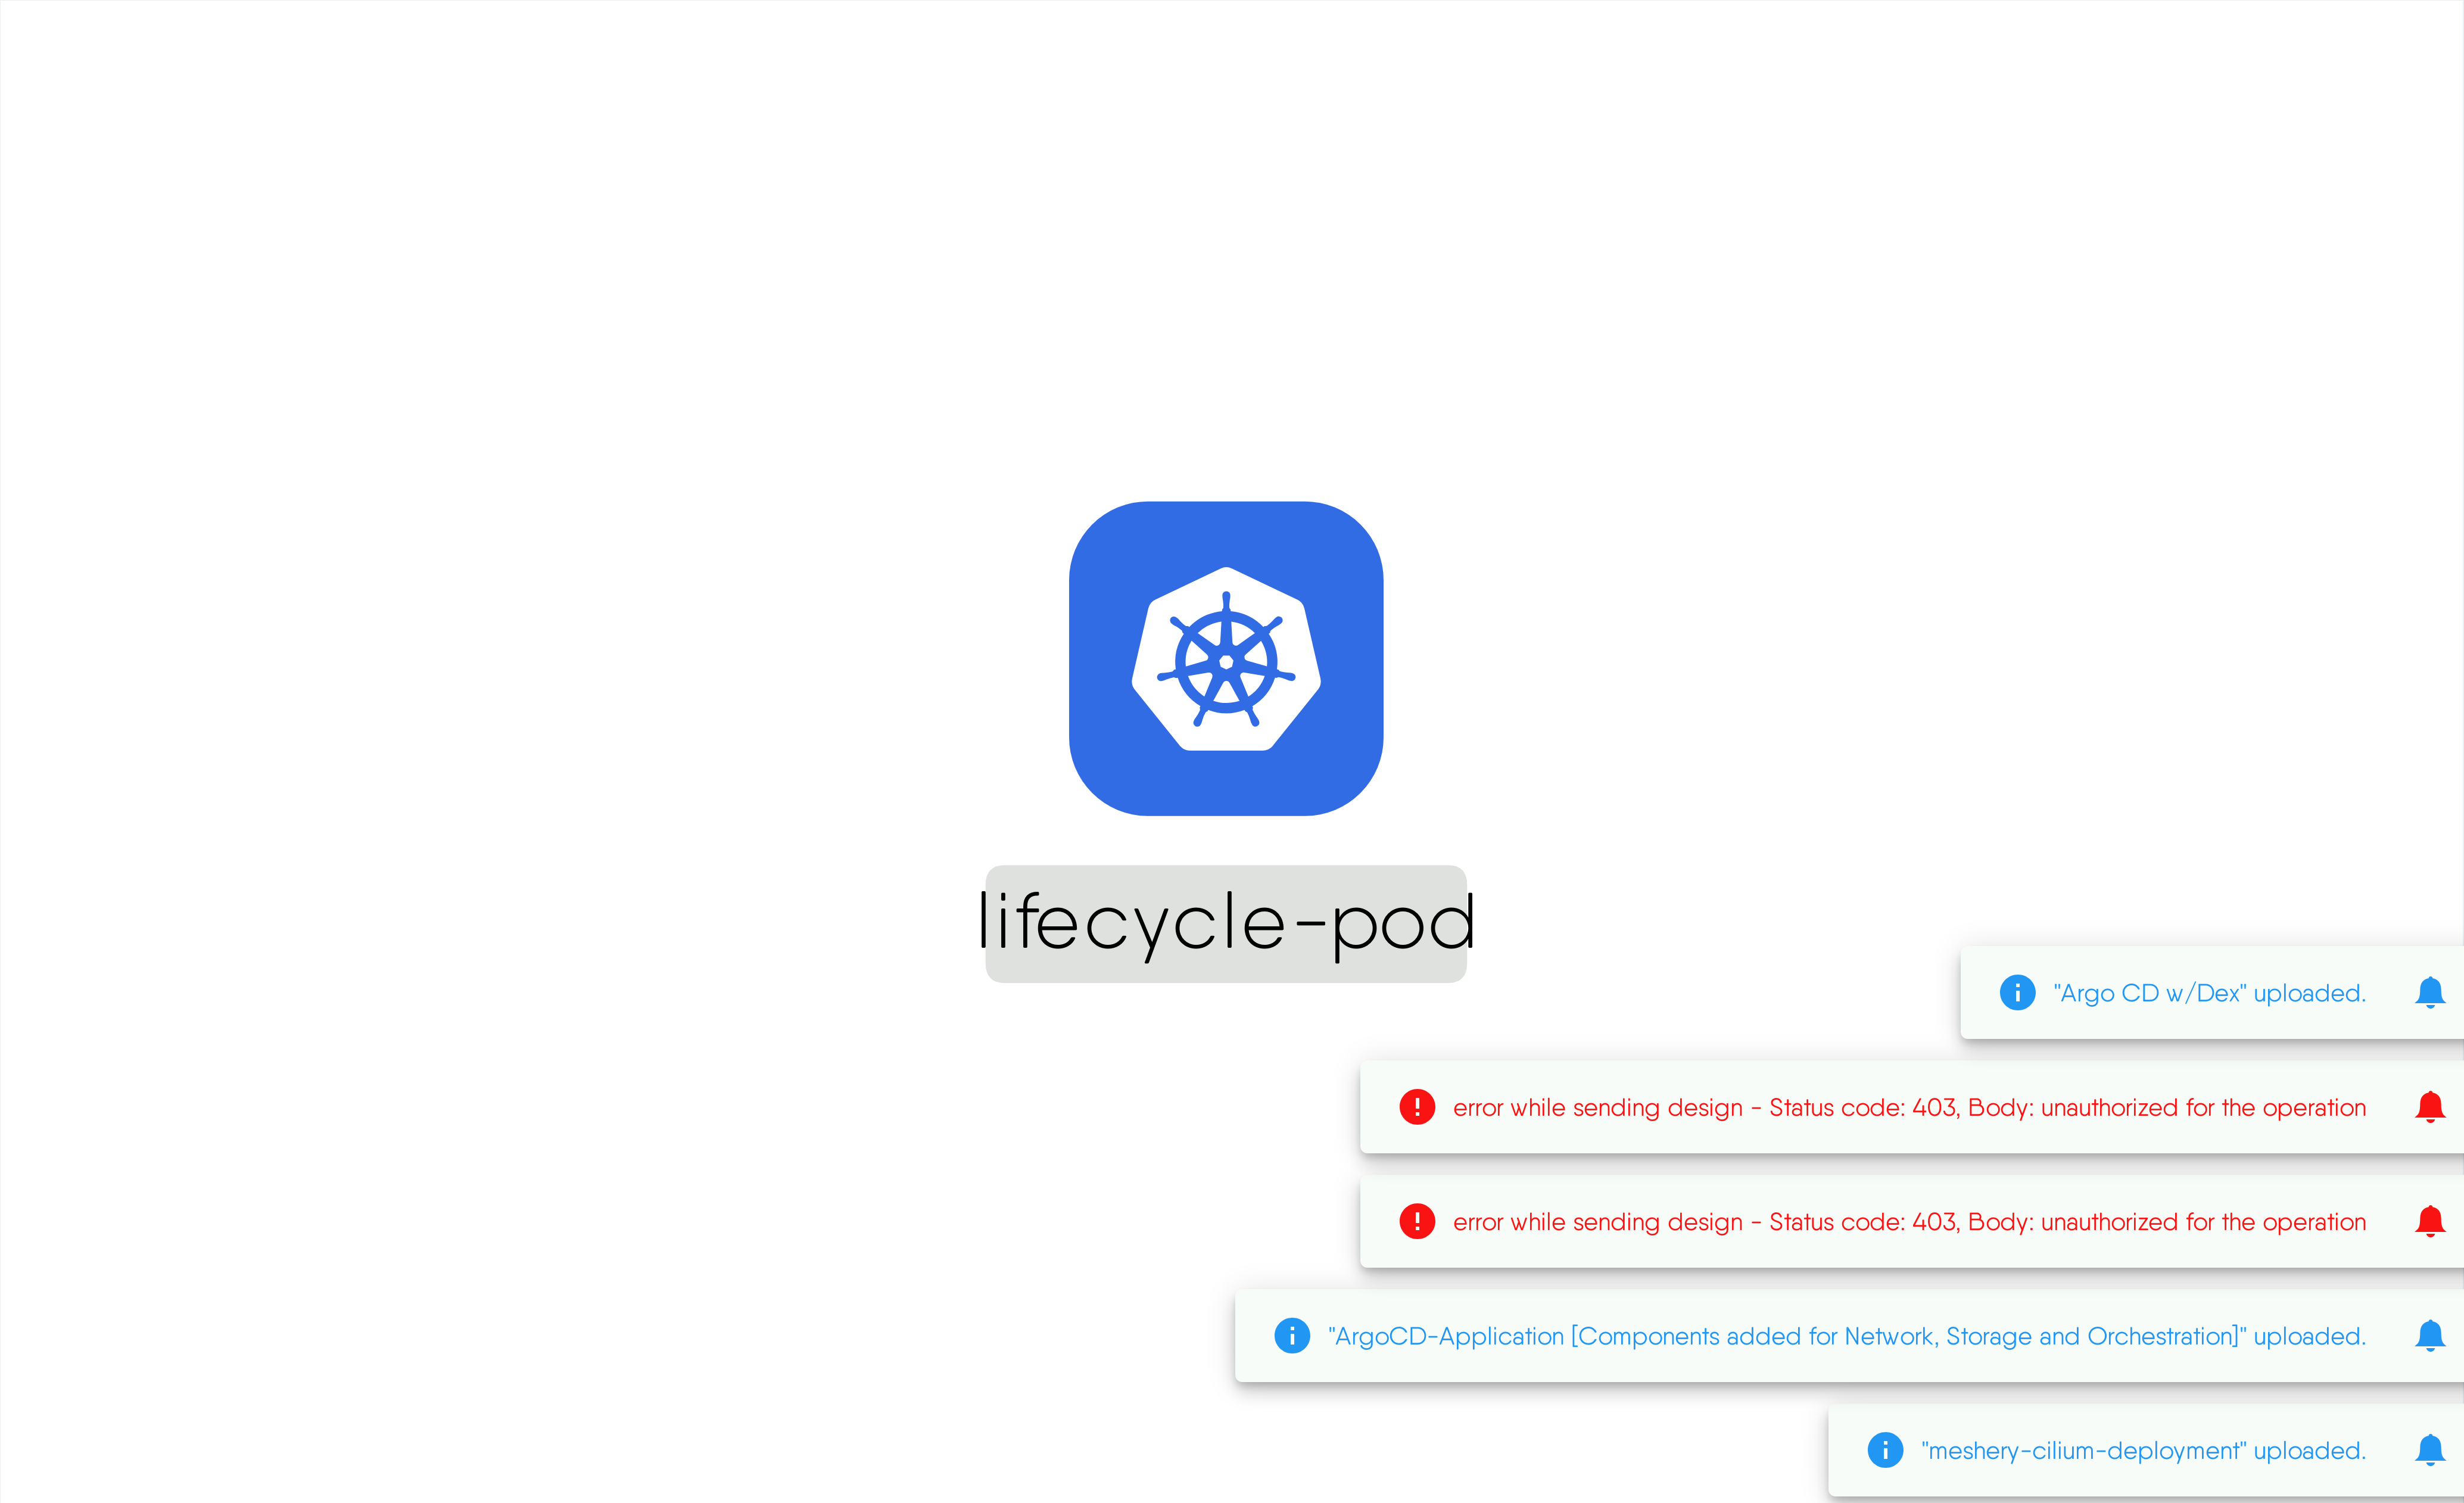 lifecycle-pod
"Argo CD w/Dex" uploaded.
error while sending design - Status code: 403, Body: unauthorized for the operation
error while sending design - Status code: 403, Body: unauthorized for the operation
"ArgoCD-Application [Components added for Network, Storage and Orchestration]" uploaded.
"meshery-cilium-deployment" uploaded.